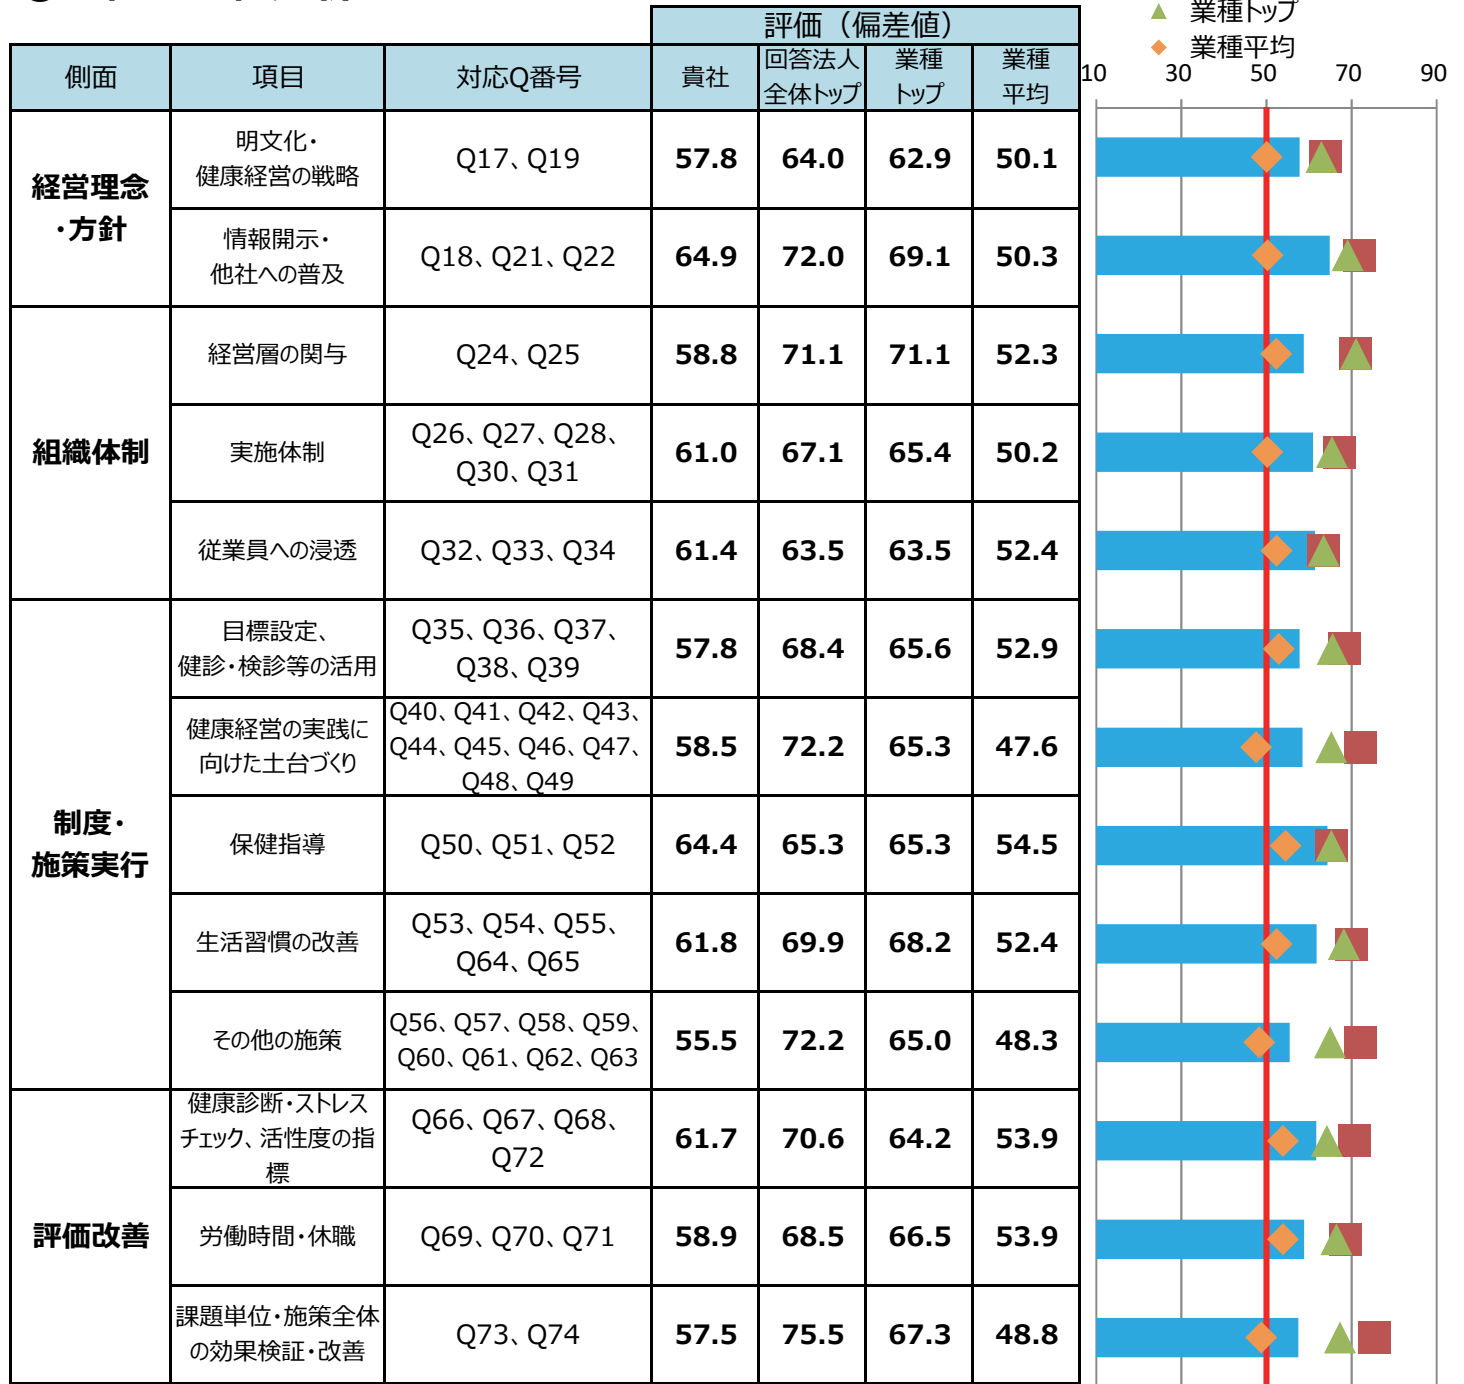 業種トップ
業種平均
評価（偏差値）
側面 項目 対応Q番号 貴社 回答法人 業種 業種
全体トップ トップ 平均
10 30 50 70 90
経営理念
・方針
明文化・
健康経営の戦略
Q17、Q19 57.8 64.0 62.9 50.1
情報開示・
他社への普及
Q18、Q21、Q22 64.9 72.0 69.1 50.3
組織体制
経営層の関与 Q24、Q25 58.8 71.1 71.1 52.3
実施体制
Q26、Q27、Q28、
Q30、Q31
61.0 67.1 65.4 50.2
従業員への浸透 Q32、Q33、Q34 61.4 63.5 63.5 52.4
制度・
施策実行
目標設定、
健診・検診等の活用
Q35、Q36、Q37、
Q38、Q39
57.8 68.4 65.6 52.9
健康経営の実践に
向けた土台づくり
Q40、Q41、Q42、Q43、
Q44、Q45、Q46、Q47、
Q48、Q49
58.5 72.2 65.3 47.6
保健指導 Q50、Q51、Q52 64.4 65.3 65.3 54.5
生活習慣の改善
Q53、Q54、Q55、
Q64、Q65
61.8 69.9 68.2 52.4
その他の施策
Q56、Q57、Q58、Q59、
Q60、Q61、Q62、Q63
55.5 72.2 65.0 48.3
評価改善
健康診断・ストレス
チェック、活性度の指
標
Q66、Q67、Q68、
Q72
61.7 70.6 64.2 53.9
労働時間・休職 Q69、Q70、Q71 58.9 68.5 66.5 53.9
課題単位・施策全体
の効果検証・改善
Q73、Q74 57.5 75.5 67.3 48.8